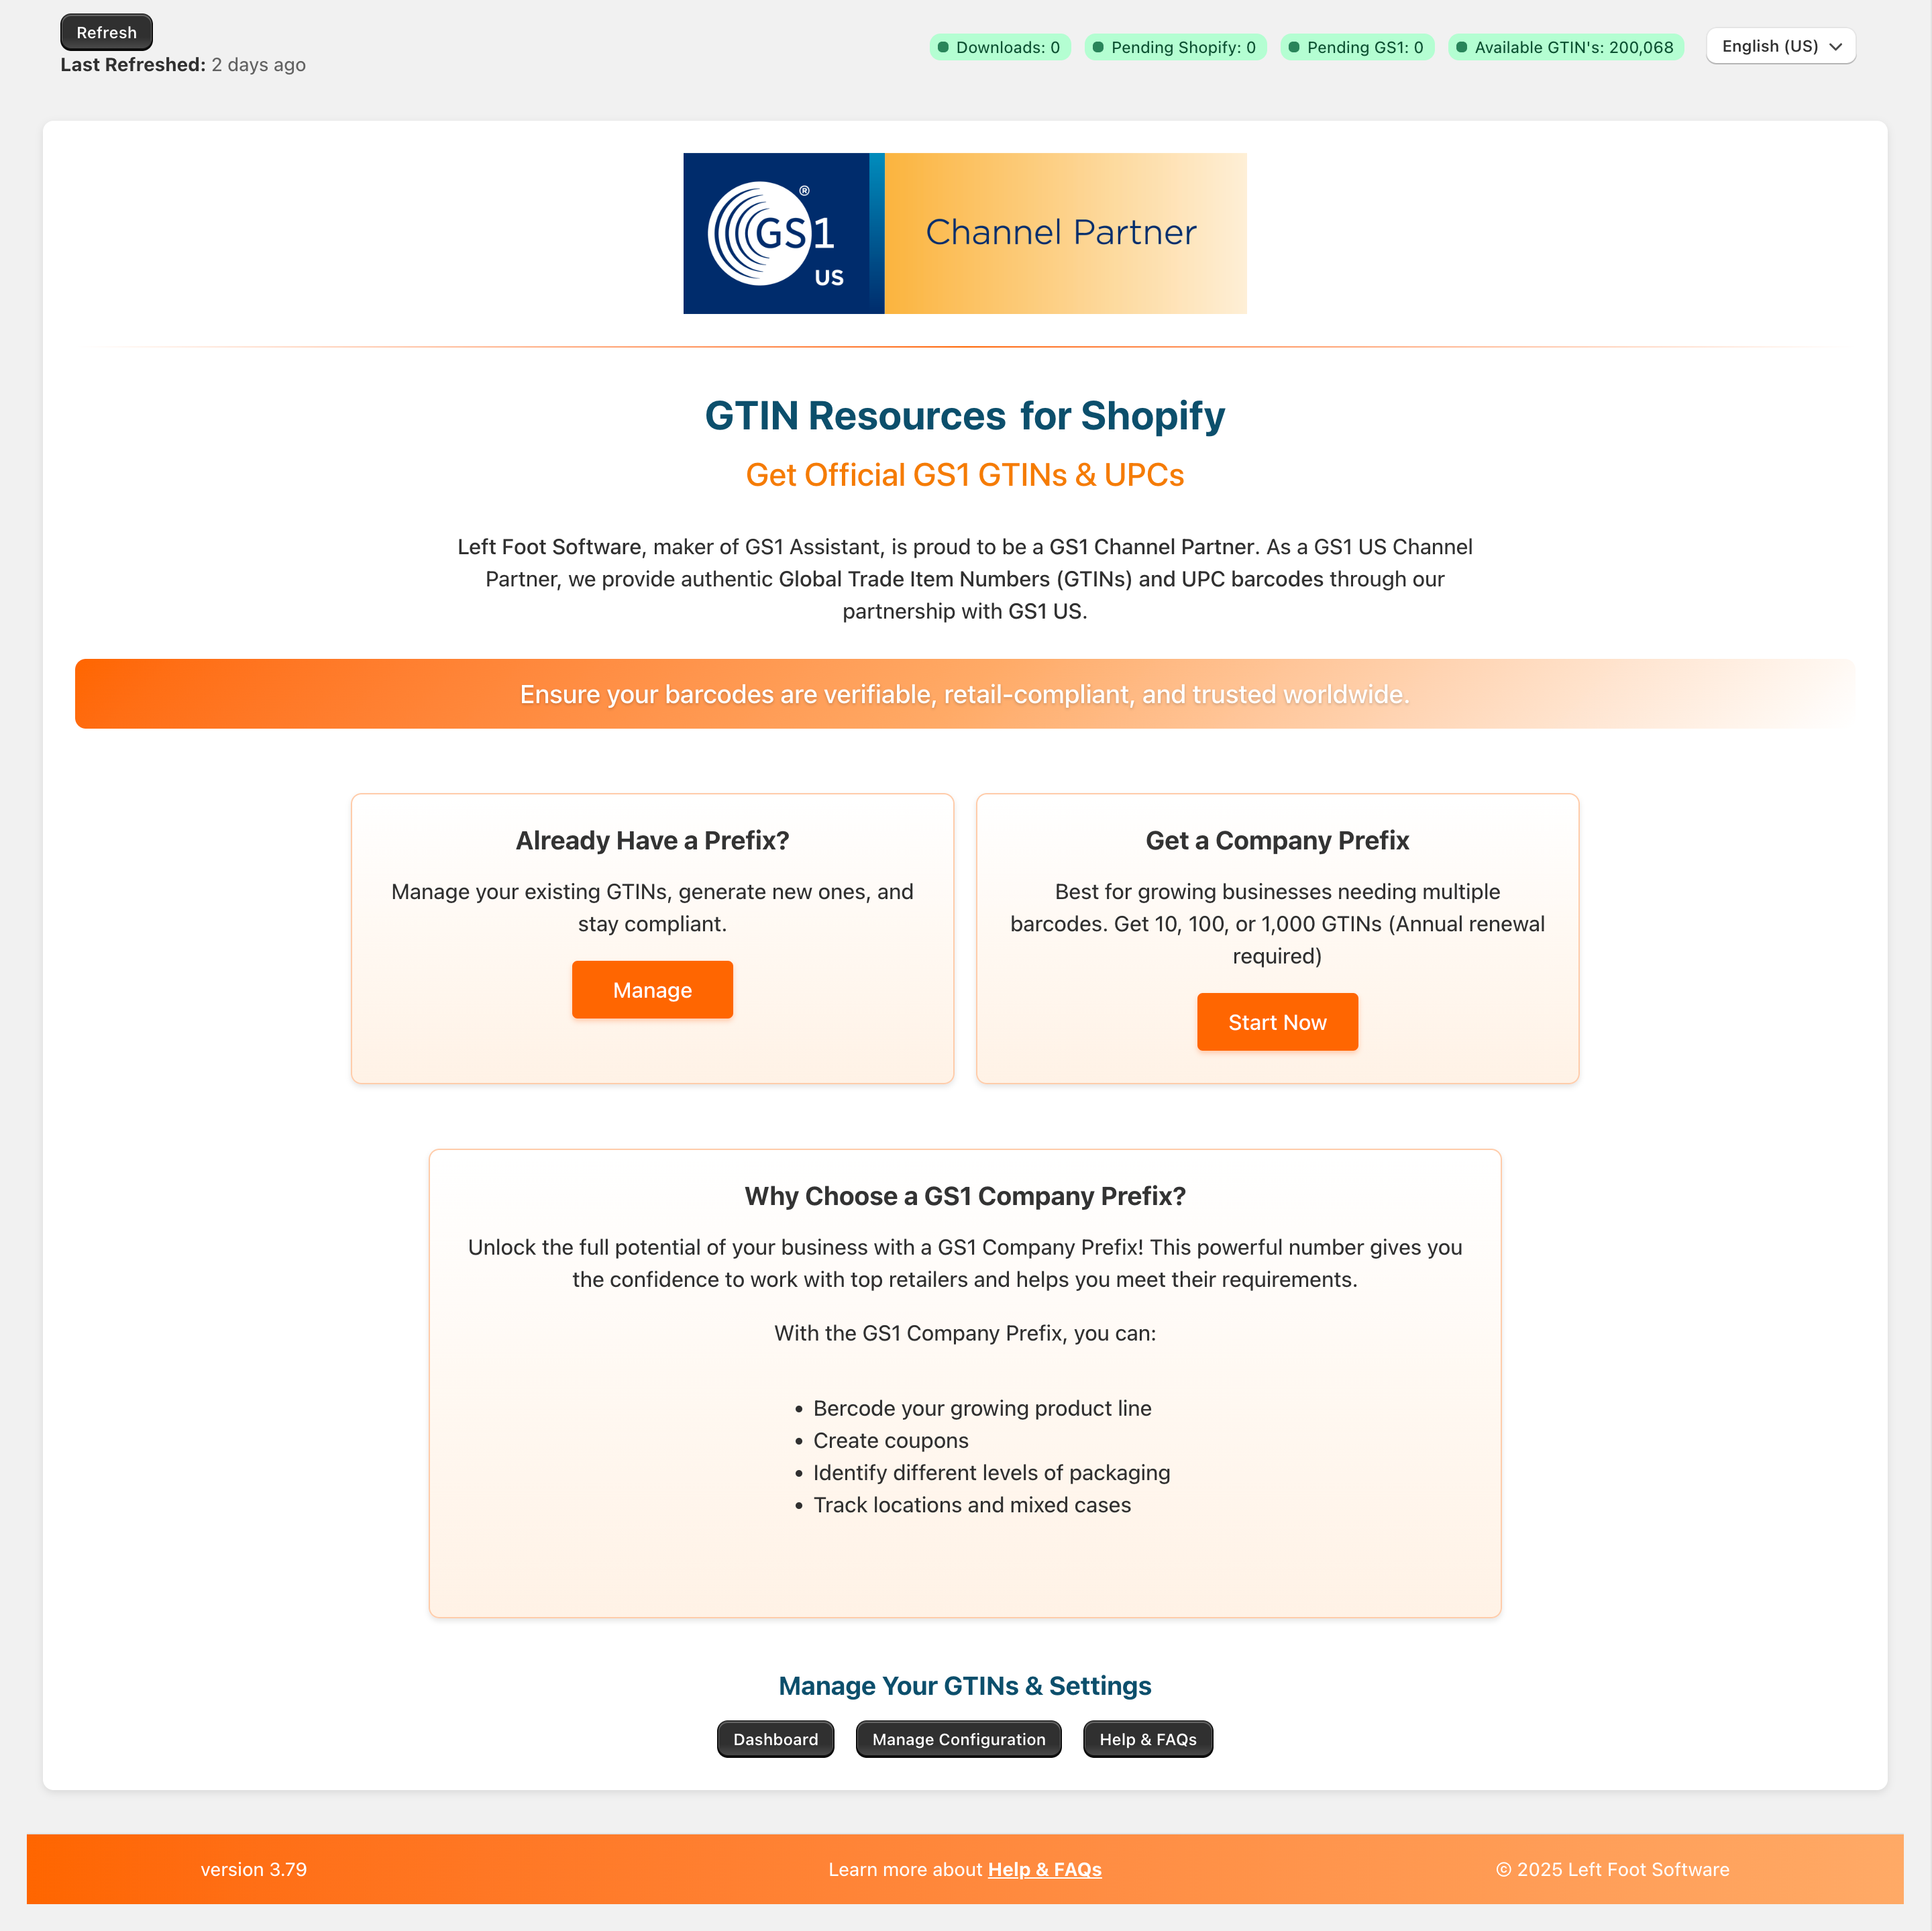 Refresh
Last Refreshed: 2 days ago
Downloads: 0
Pending Shopify: 0
Pending GS1: 0
Available GTIN's: 200,068
English (US)
GS1 ®
US
Channel Partner
GTIN Resources for Shopify
Get Official GS1 GTINs & UPCs
Left Foot Software, maker of GS1 Assistant, is proud to be a GS1 Channel Partner. As a GS1 US Channel
Partner, we provide authentic Global Trade Item Numbers (GTINs) and UPC barcodes through our
partnership with GS1 US.
Ensure your barcodes are verifiable, retail-compliant, and trusted worldwide.
Already Have a Prefix?
Manage your existing GTINs, generate new ones, and
stay compliant.
Manage
Get a Company Prefix
Best for growing businesses needing multiple
barcodes. Get 10, 100, or 1,000 GTINs (Annual renewal
required)
Start Now
Why Choose a GS1 Company Prefix?
Unlock the full potential of your business with a GS1 Company Prefix! This powerful number gives you
the confidence to work with top retailers and helps you meet their requirements.
With the GS1 Company Prefix, you can:
• Bercode your growing product line
• Create coupons
• Identify different levels of packaging
• Track locations and mixed cases
Manage Your GTINs & Settings
Dashboard
Manage Configuration
Help & FAQs
version 3.79
Learn more about Help & FAQs
© 2025 Left Foot Software